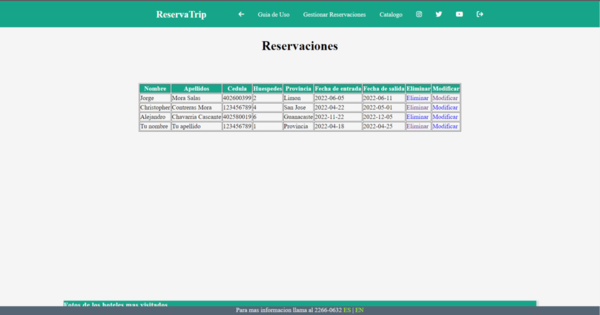 ReservaTrip Guia de Uso Gestionar Reservaciones Catalogo
Reservaciones
Nombre Apellidos Cedula Huespedes Provincia Fecha de entrada Fecha de salida Eliminar Modificar
Jorge Mora Salas 402600399 2 Limon 2022-06-05 2022-06-11 Eliminar Modificar
Christopher Contreras Mora 123456789 4 San Jose 2022-04-22 2022-05-01 Eliminar Modificar
Alejandro Chavarria Cascante 402580019 6 Guanacaste 2022-11-22 2022-12-05 Eliminar Modificar
Tu nombre Tu apellido 123456789 1 Provincia 2022-04-18 2022-04-25 Eliminar Modificar
Fotos de los hoteles mas visitados
Para mas informacion llama al 2266-0632 ES | EN